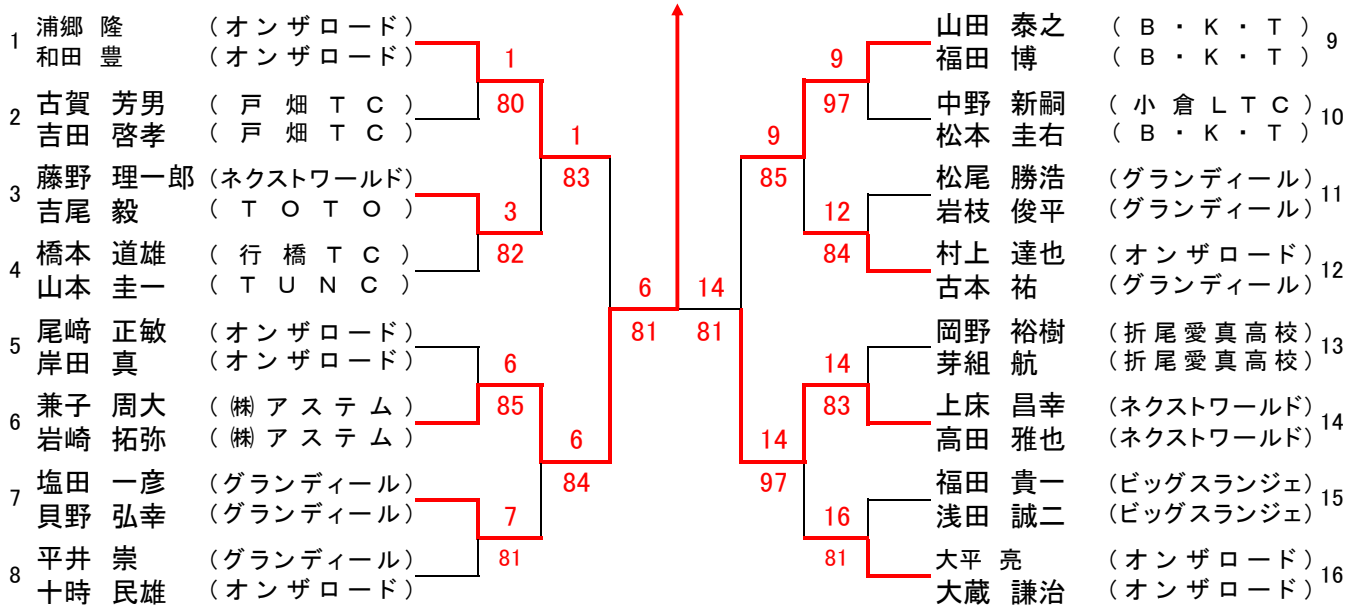 1 浦郷 隆 (オンザロード)
和田 豊 (オンザロード)
2 古賀 芳男 (戸畑TC)
吉田 啓孝 (戸畑TC)
3 藤野 理一郎 (ネクストワールド)
吉尾 毅 (TOTO)
4 橋本 道雄 (行橋TC)
山本 圭一 (TUNC)
5 尾﨑 正敏 (オンザロード)
岸田 真 (オンザロード)
6 兼子 周大 (㈱アステム)
岩崎 拓弥 (㈱アステム)
7 塩田 一彦 (グランディール)
貝野 弘幸 (グランディール)
8 平井 崇 (グランディール)
十時 民雄 (オンザロード)
1
80
3
82
6
85
7
81
1
83
6
84
6
81
14
81
9
85
14
97
9
97
12
84
14
83
16
81
山田 泰之 (B・K・T) 9
福田 博 (B・K・T)
中野 新嗣 (小倉LTC) 10
松本 圭右 (B・K・T)
松尾 勝浩 (グランディール) 11
岩枝 俊平 (グランディール)
村上 達也 (オンザロード) 12
古本 祐 (グランディール)
岡野 裕樹 (折尾愛真高校) 13
芽組 航 (折尾愛真高校)
上床 昌幸 (ネクストワールド) 14
高田 雅也 (ネクストワールド)
福田 貴一 (ビッグスランジェ) 15
浅田 誠二 (ビッグスランジェ)
大平 亮 (オンザロード) 16
大蔵 謙治 (オンザロード)